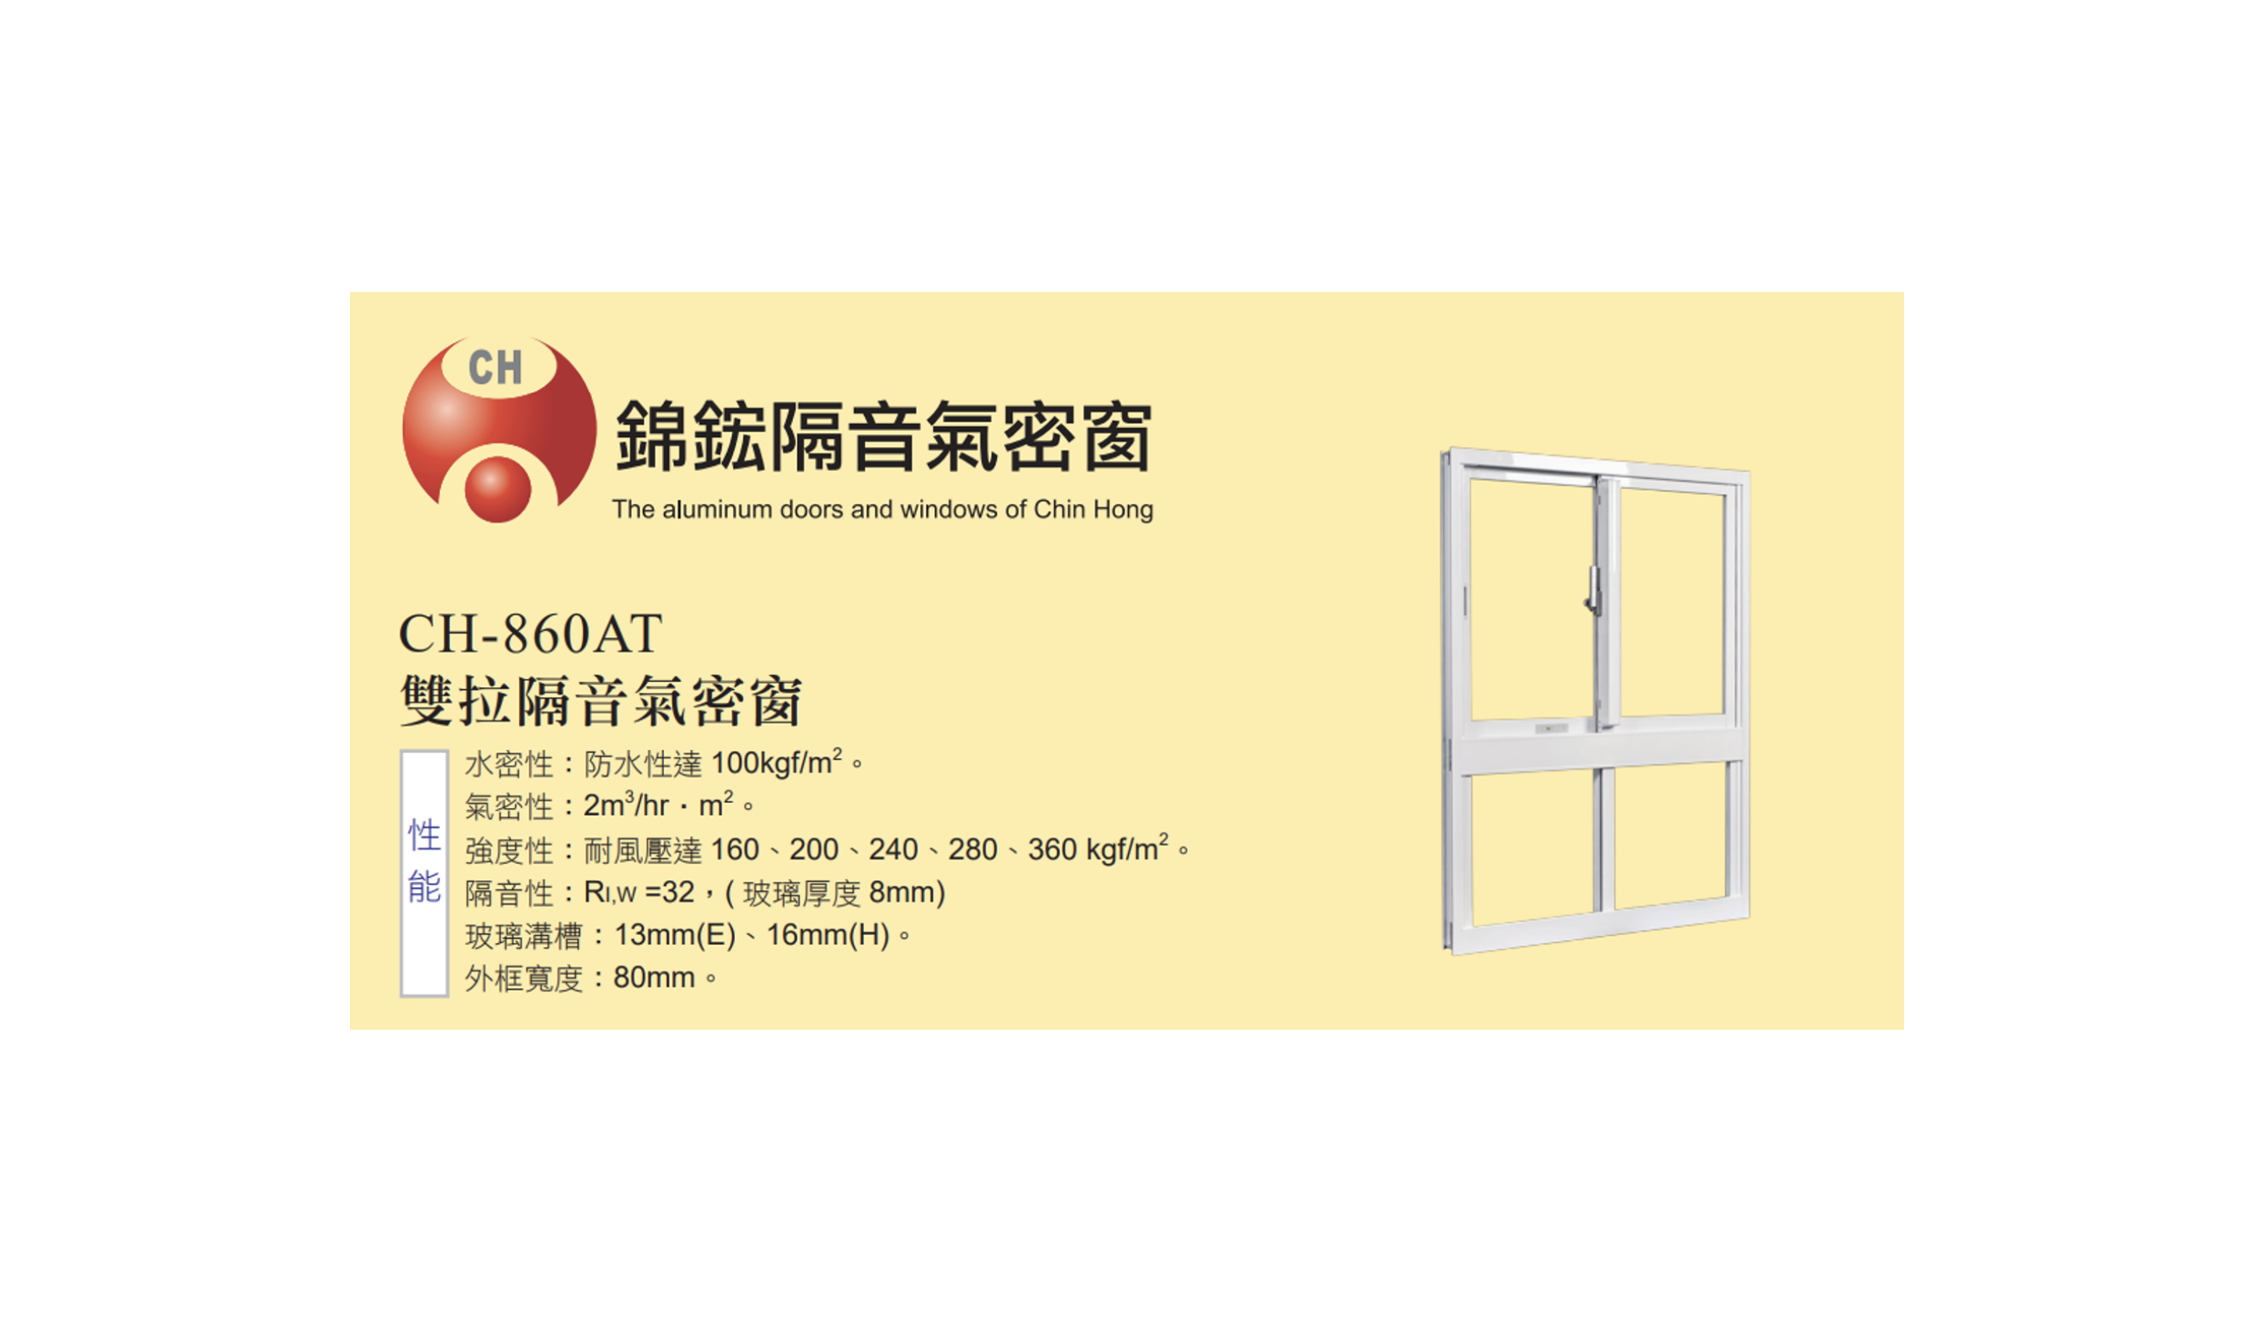 CH
錦鋐隔音氣密窗
The aluminum doors and windows of Chin Hong
CH-860AT
雙拉隔音氣密窗
性能
水密性：防水性達 100kgf/m²。
氣密性：2m³/hr・m²。
強度性：耐風壓達 160、200、240、280、360 kgf/m²。
隔音性：RI,W =32，( 玻璃厚度 8mm)
玻璃溝槽：13mm(E)、16mm(H)。
外框寬度：80mm。